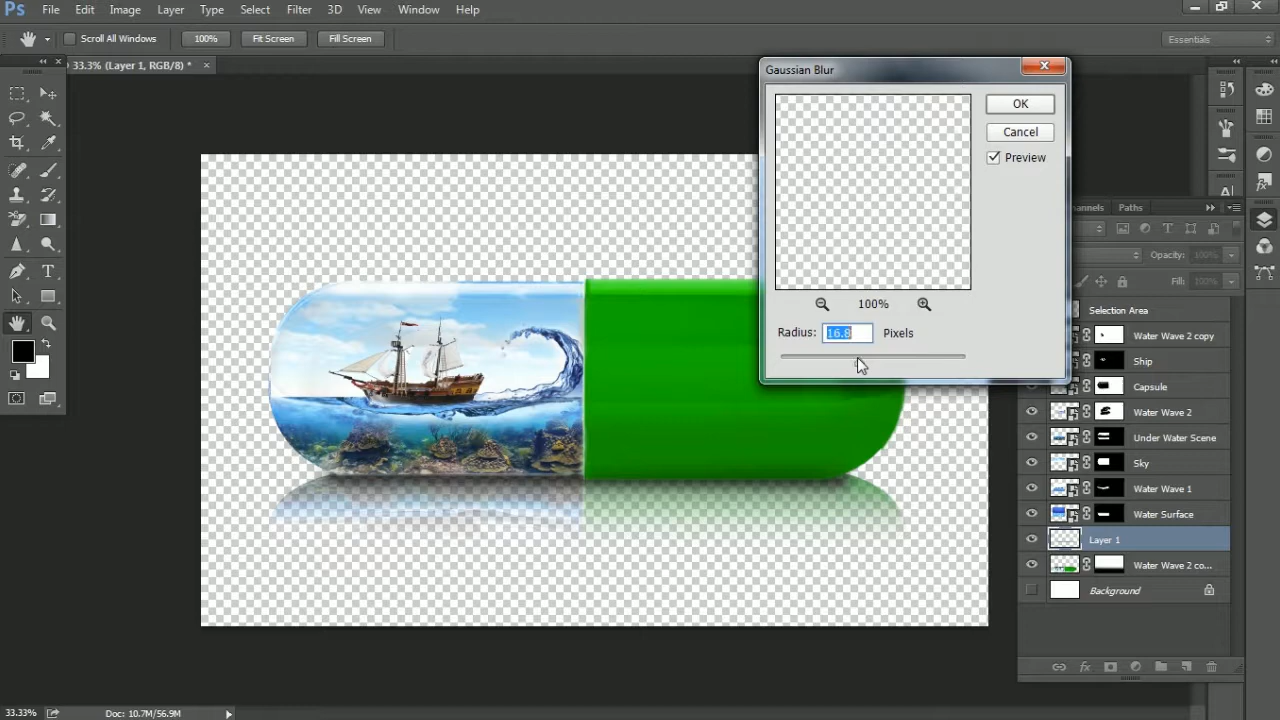 Ps File Edit Image Layer Type Select Filter 3D View Window Help
Scroll All Windows 100% Fit Screen Fill Screen Essentials
33.3% (Layer 1, RGB/8) * ×
Gaussian Blur
OK
Cancel
Preview
100%
Radius: 16.8 Pixels
hannels Paths
Opacity: 100%
Fill: 100%
Selection Area
Water Wave 2 copy
Ship
Capsule
Water Wave 2
Under Water Scene
Sky
Water Wave 1
Water Surface
Layer 1
Water Wave 2 co...
Background
33.33% Doc: 10.7M/56.9M